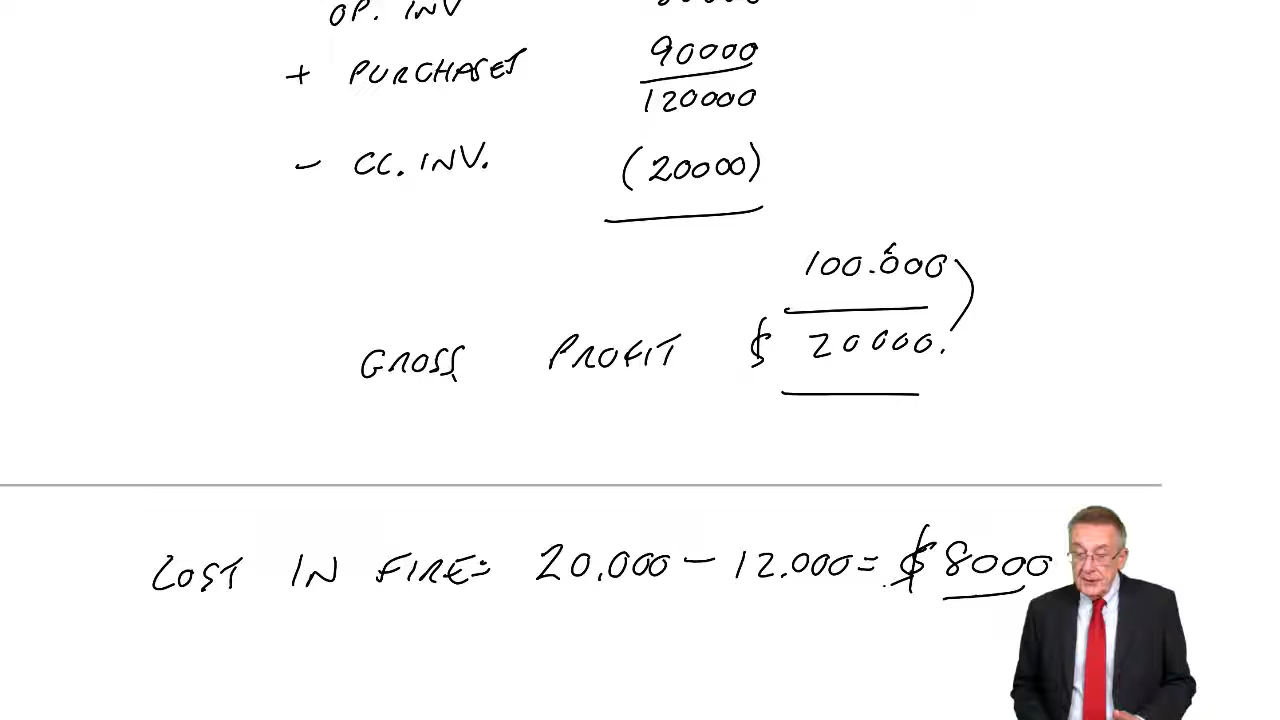 OP. INV
+ PURCHASES 90000
120000
- CL. INV. (20000)
100.000
GROSS PROFIT $ 20000.
LOST IN FIRE = 20.000 - 12.000 = $8000